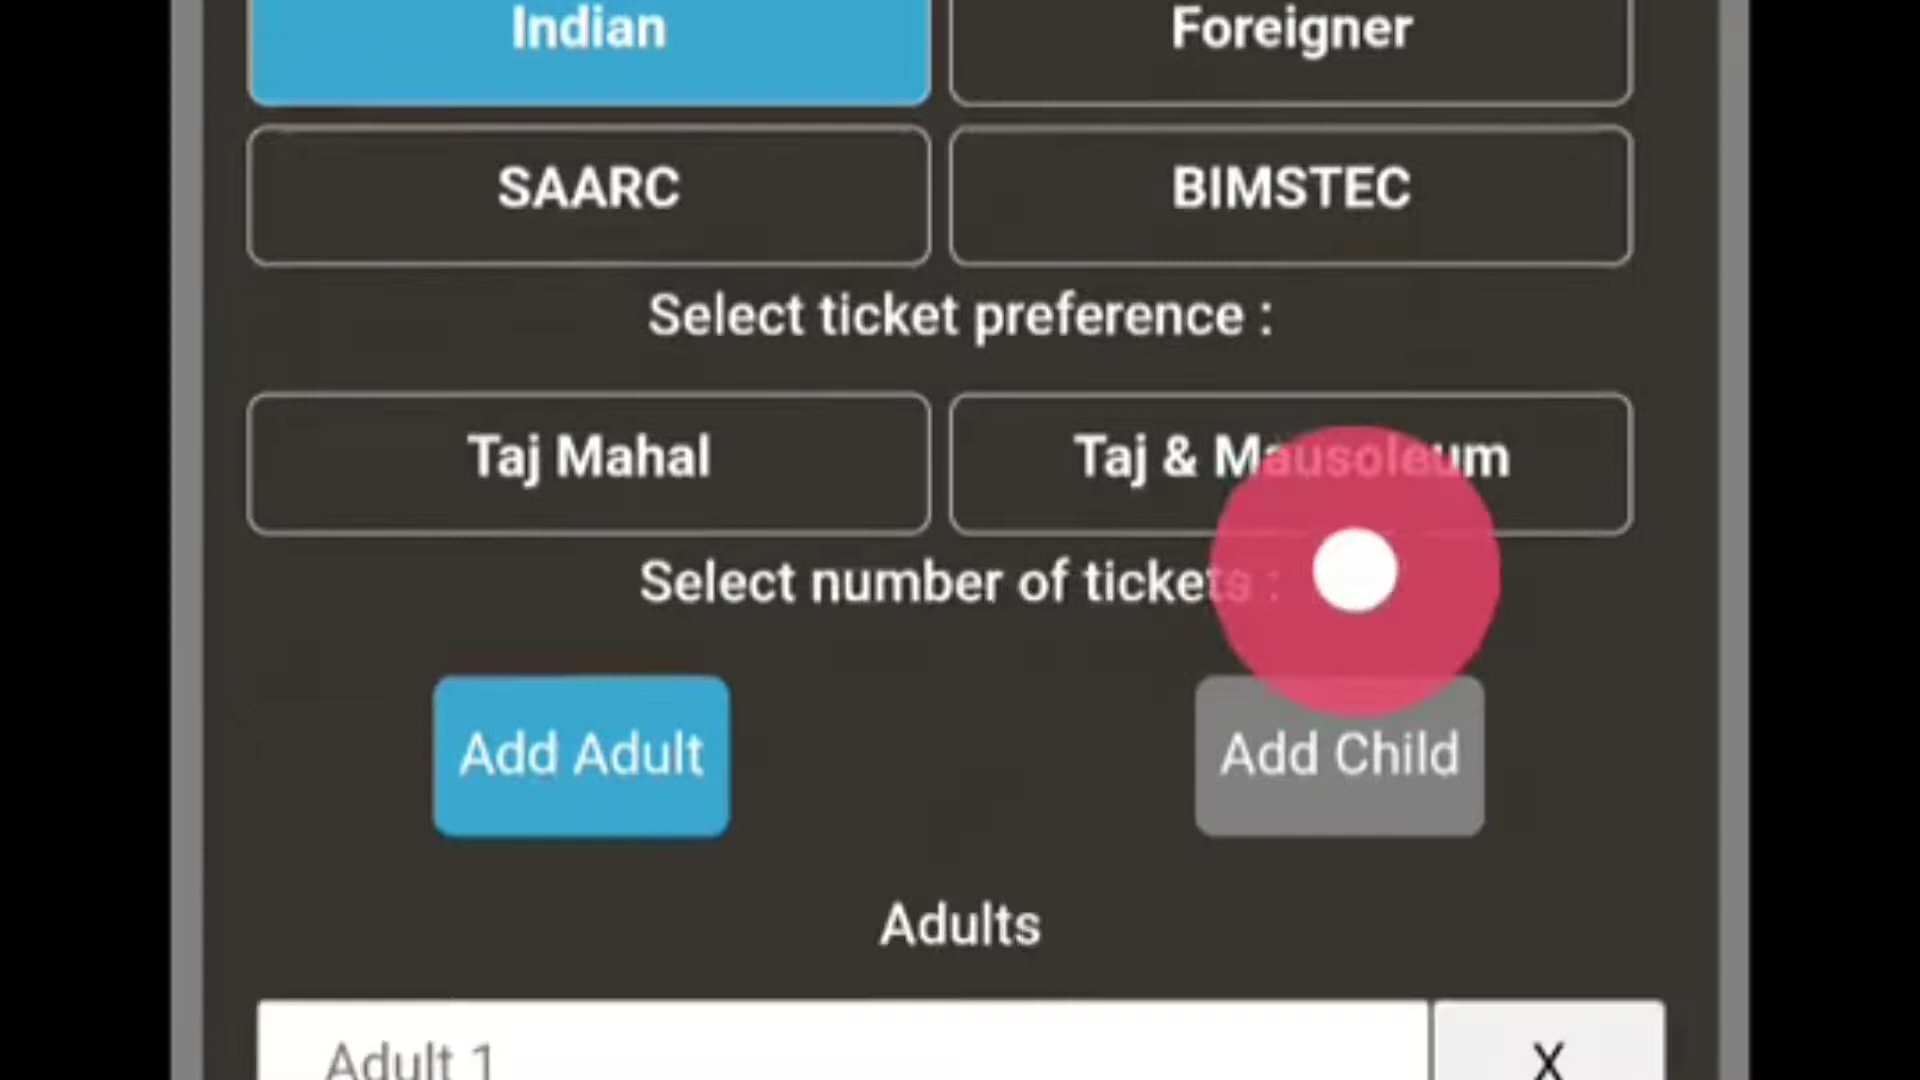 Indian
Foreigner
SAARC
BIMSTEC
Select ticket preference :
Taj Mahal
Taj & Mausoleum
Select number of tickets :
Add Adult
Add Child
Adults
Adult 1
X